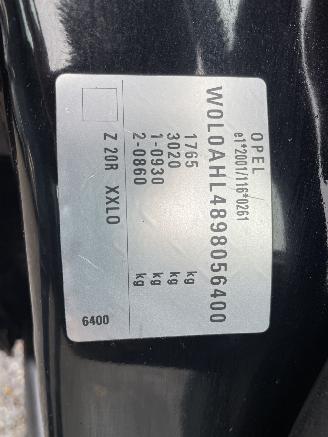 OPEL
e1*2001/116*0261
W0L0AHL4898056400
1765 kg
3020 kg
1-0930 kg
2-0860 kg
Z 20R XXL0
6400